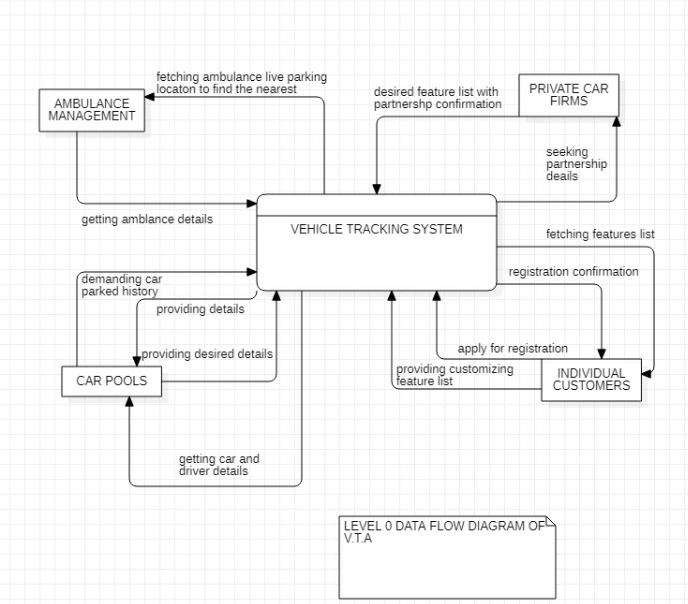 fetching ambulance live parking
locaton to find the nearest
AMBULANCE
MANAGEMENT
desired feature list with
partnershp confirmation
PRIVATE CAR
FIRMS
seeking
partnership
deails
getting amblance details
VEHICLE TRACKING SYSTEM
fetching features list
registration confirmation
demanding car
parked history
providing details
providing desired details
apply for registration
providing customizing
feature list
CAR POOLS
INDIVIDUAL
CUSTOMERS
getting car and
driver details
LEVEL 0 DATA FLOW DIAGRAM OF
V.T.A